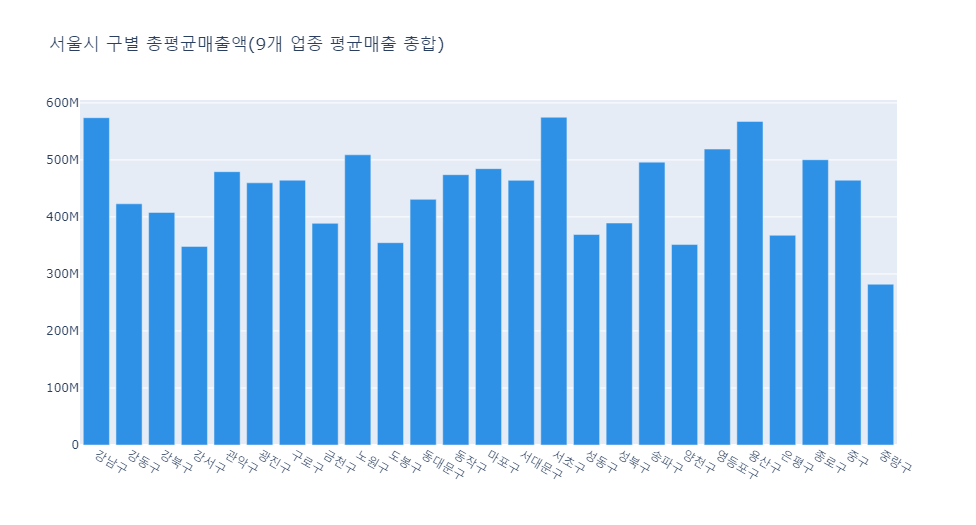 서울시 구별 총평균매출액(9개 업종 평균매출 총합)
600M
500M
400M
300M
200M
100M
0
강남구
강동구
강북구
강서구
관악구
광진구
구로구
금천구
노원구
도봉구
동대문구
동작구
마포구
서대문구
서초구
성동구
성북구
송파구
양천구
영등포구
용산구
은평구
종로구
중구
중랑구